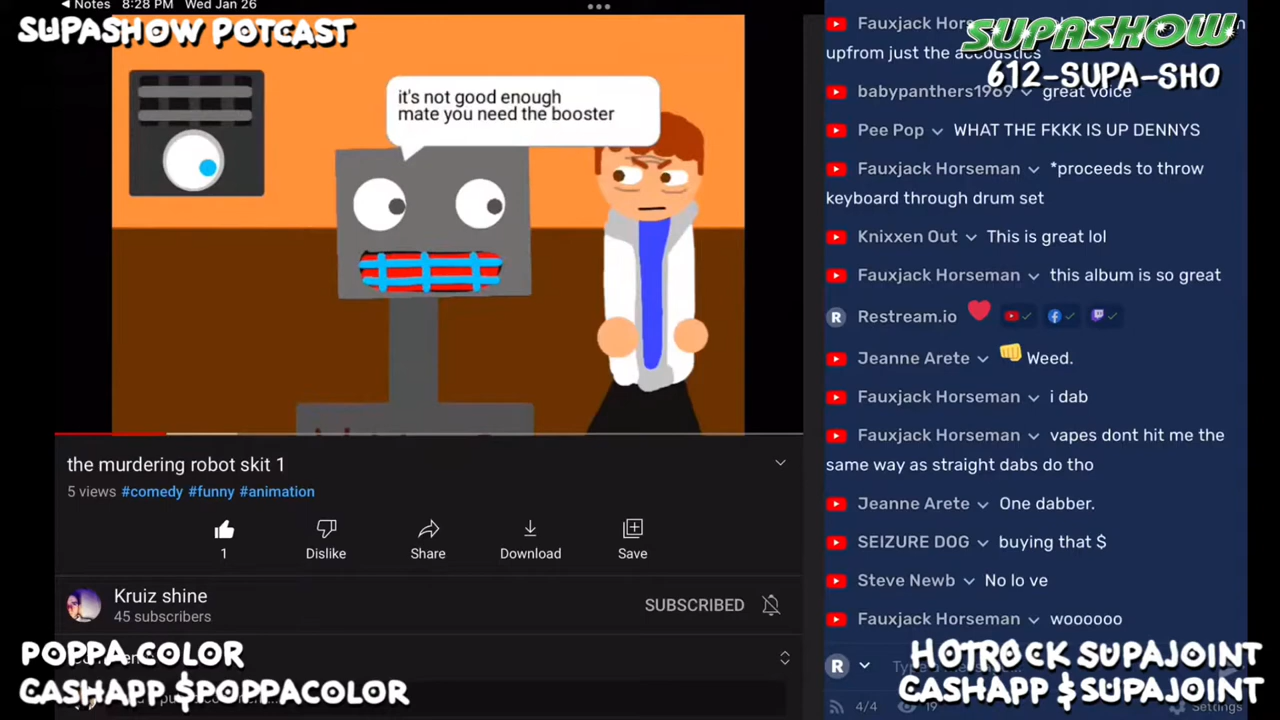 Notes 8:28 PM Wed Jan 26
SUPASHOW POTCAST
it's not good enough
mate you need the booster
the murdering robot skit 1
5 views #comedy #funny #animation
1
Dislike
Share
Download
Save
Kruiz shine
45 subscribers
SUBSCRIBED
POPPA COLOR
CASHAPP $POPPACOLOR
SUPASHOW
612-SUPA-SHO
Fauxjack Horseman
upfrom just the accoustics
babypanthers1969 great voice
Pee Pop WHAT THE FKKK IS UP DENNYS
Fauxjack Horseman *proceeds to throw
keyboard through drum set
Knixxen Out This is great lol
Fauxjack Horseman this album is so great
Restream.io
Jeanne Arete Weed.
Fauxjack Horseman i dab
Fauxjack Horseman vapes dont hit me the
same way as straight dabs do tho
Jeanne Arete One dabber.
SEIZURE DOG buying that $
Steve Newb No lo ve
Fauxjack Horseman woooooo
HOTROCK SUPAJOINT
CASHAPP $SUPAJOINT
4/4 19 Settings